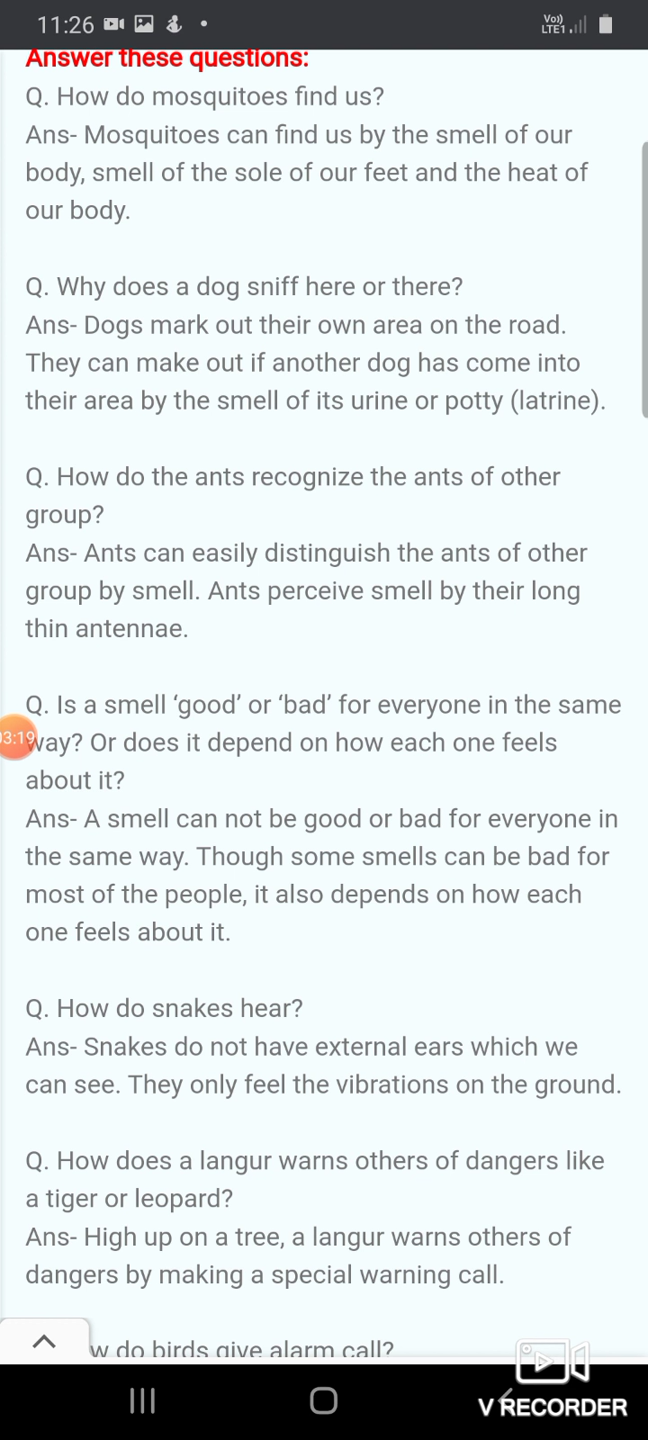 11:26
Vo))
LTE1
Answer these questions:
Q. How do mosquitoes find us?
Ans- Mosquitoes can find us by the smell of our
body, smell of the sole of our feet and the heat of
our body.
Q. Why does a dog sniff here or there?
Ans- Dogs mark out their own area on the road.
They can make out if another dog has come into
their area by the smell of its urine or potty (latrine).
Q. How do the ants recognize the ants of other
group?
Ans- Ants can easily distinguish the ants of other
group by smell. Ants perceive smell by their long
thin antennae.
Q. Is a smell ‘good’ or ‘bad’ for everyone in the same
03:19
way? Or does it depend on how each one feels
about it?
Ans- A smell can not be good or bad for everyone in
the same way. Though some smells can be bad for
most of the people, it also depends on how each
one feels about it.
Q. How do snakes hear?
Ans- Snakes do not have external ears which we
can see. They only feel the vibrations on the ground.
Q. How does a langur warns others of dangers like
a tiger or leopard?
Ans- High up on a tree, a langur warns others of
dangers by making a special warning call.
w do birds give alarm call?
V RECORDER